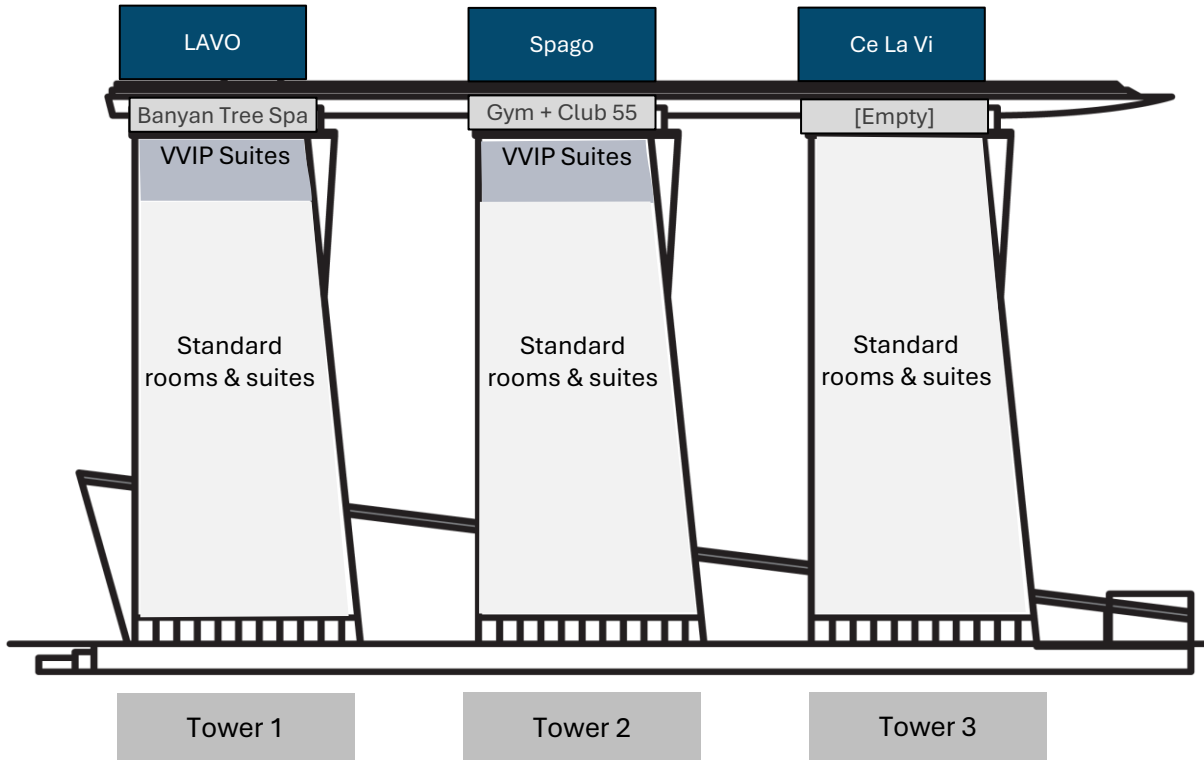 LAVO
Spago
Ce La Vi
Banyan Tree Spa
Gym + Club 55
[Empty]
VVIP Suites
VVIP Suites
Standard
rooms & suites
Standard
rooms & suites
Standard
rooms & suites
Tower 1
Tower 2
Tower 3